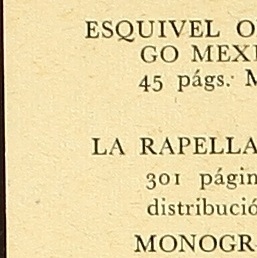 ESQUIVEL O
GO MEXI
45 págs. M
LA RAPELLA
301 págin
distribució
MONOGR